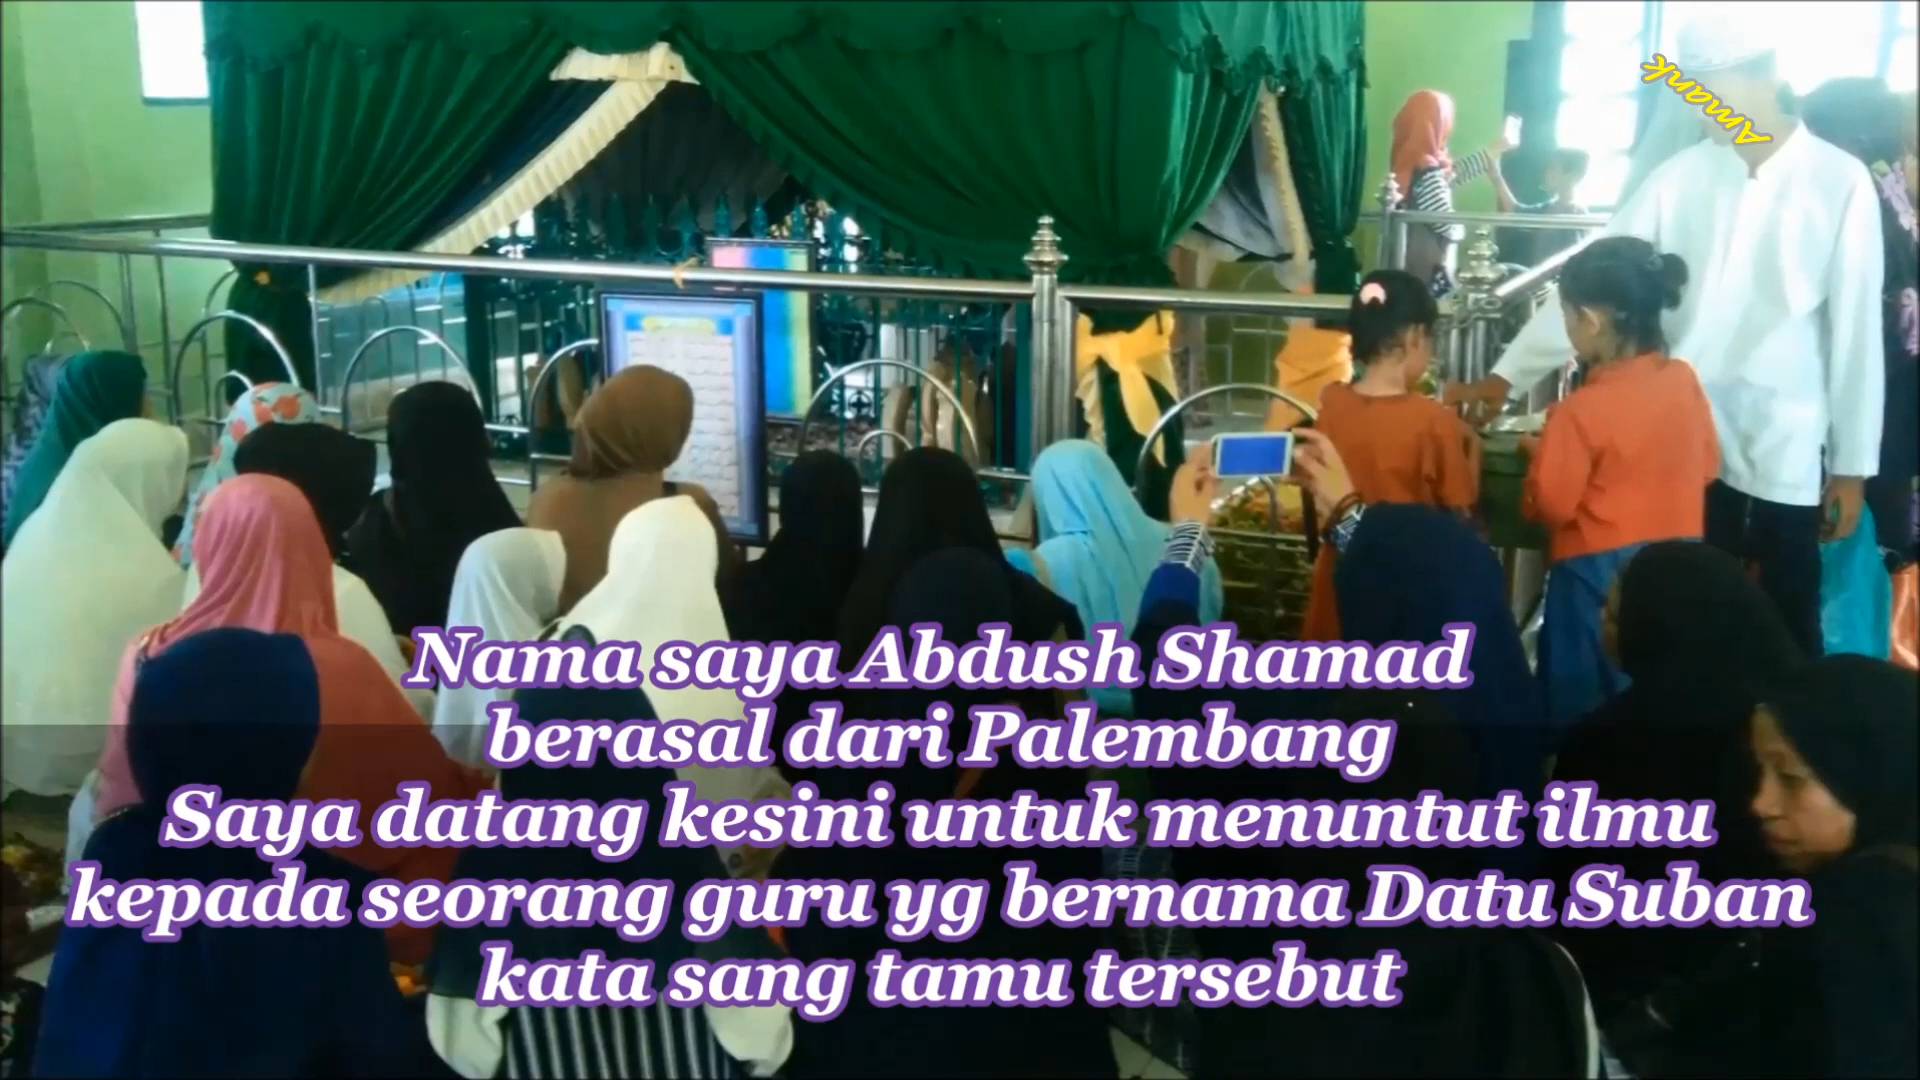 Amank
Nama saya Abdush Shamad
berasal dari Palembang
Saya datang kesini untuk menuntut ilmu
kepada seorang guru yg bernama Datu Suban
kata sang tamu tersebut